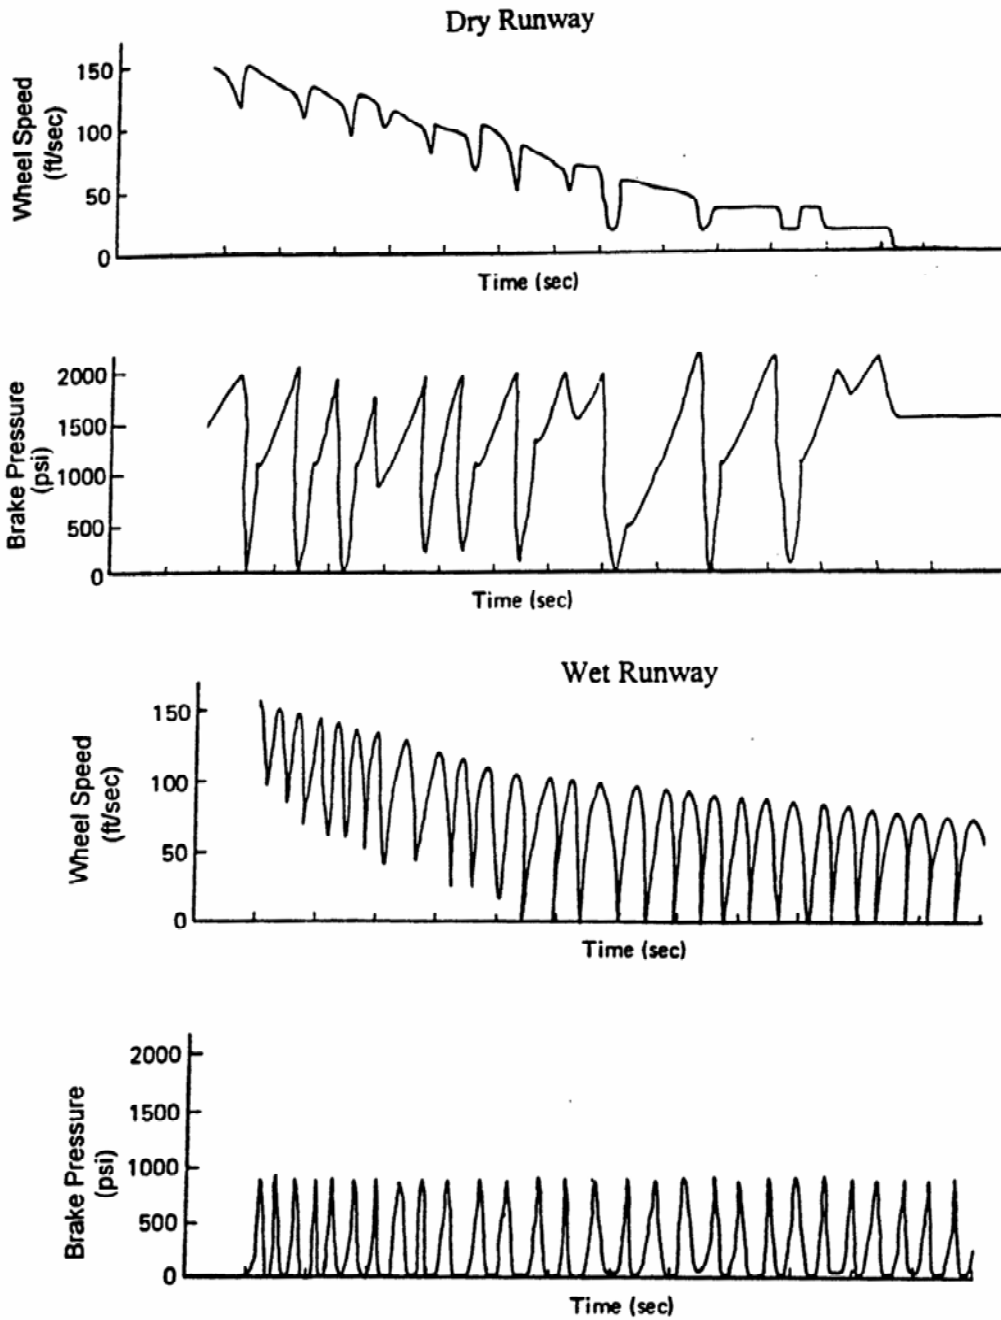 Dry Runway
Wheel Speed
(ft/sec)
150
100
50
0
Time (sec)
Brake Pressure
(psi)
2000
1500
1000
500
0
Time (sec)
Wet Runway
Wheel Speed
(ft/sec)
150
100
50
0
Time (sec)
Brake Pressure
(psi)
2000
1500
1000
500
0
Time (sec)